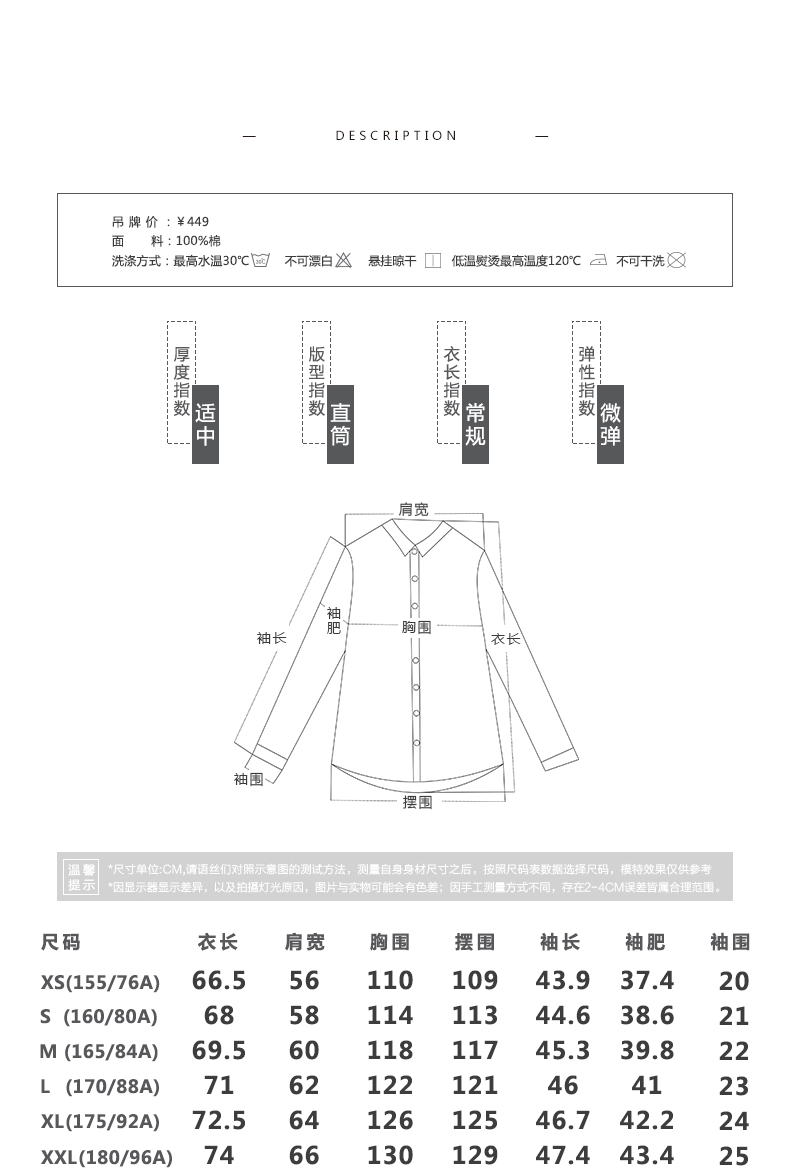 — DESCRIPTION —
吊牌价：¥449
面 料：100%棉
洗涤方式：最高水温30℃ 30℃ 不可漂白 悬挂晾干 低温熨烫最高温度120℃ 不可干洗
厚度指数 适中
版型指数 直筒
衣长指数 常规
弹性指数 微弹
肩宽
袖肥
胸围
袖长
衣长
袖围
摆围
温馨提示
*尺寸单位:CM,请语丝们对照示意图的测试方法，测量自身身材尺寸之后，按照尺码表数据选择尺码，模特效果仅供参考
*因显示器显示差异，以及拍摄灯光原因，图片与实物可能会有色差；因手工测量方式不同，存在2-4CM误差皆属合理范围。
尺码 衣长 肩宽 胸围 摆围 袖长 袖肥 袖围
XS(155/76A) 66.5 56 110 109 43.9 37.4 20
S (160/80A) 68 58 114 113 44.6 38.6 21
M (165/84A) 69.5 60 118 117 45.3 39.8 22
L (170/88A) 71 62 122 121 46 41 23
XL(175/92A) 72.5 64 126 125 46.7 42.2 24
XXL(180/96A) 74 66 130 129 47.4 43.4 25